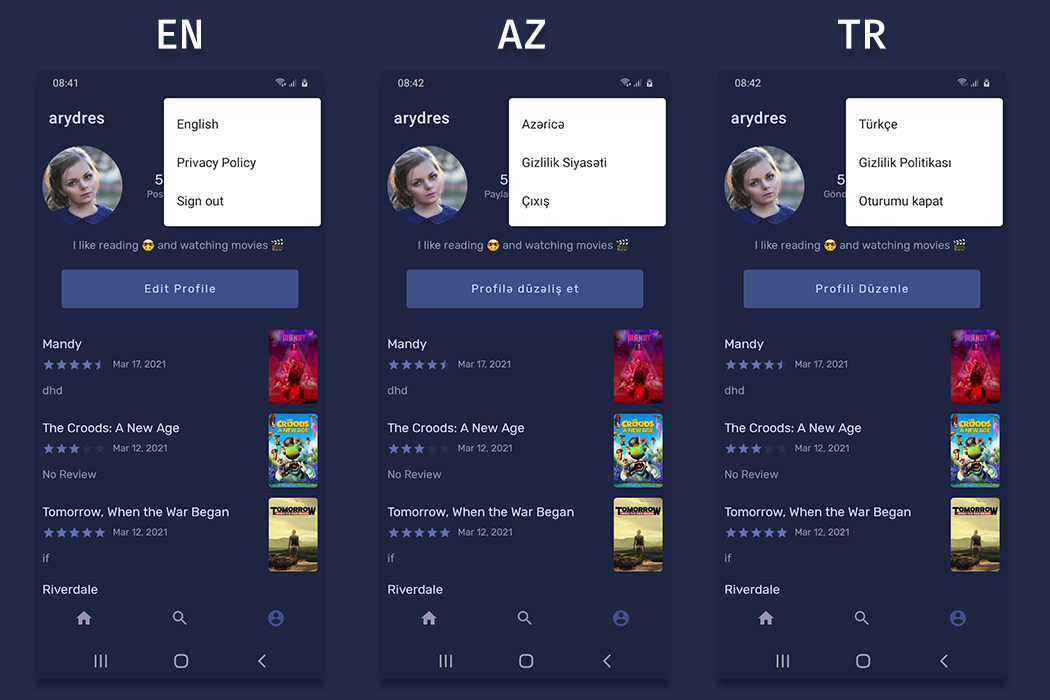 EN
08:41
arydres
English
Privacy Policy
Sign out
5
I like reading 😎 and watching movies 🎬
Edit Profile
Mandy
Mar 17, 2021
dhd
MANDY
The Croods: A New Age
Mar 12, 2021
No Review
CROODS
A NEW AGE
Tomorrow, When the War Began
Mar 12, 2021
if
TOMORROW
Riverdale
AZ
08:42
arydres
Azəricə
Gizlilik Siyasəti
Çıxış
5
I like reading 😎 and watching movies 🎬
Profilə düzəliş et
Mandy
Mar 17, 2021
dhd
MANDY
The Croods: A New Age
Mar 12, 2021
No Review
CROODS
A NEW AGE
Tomorrow, When the War Began
Mar 12, 2021
if
TOMORROW
Riverdale
TR
08:42
arydres
Türkçe
Gizlilik Politikası
Oturumu kapat
5
I like reading 😎 and watching movies 🎬
Profili Düzenle
Mandy
Mar 17, 2021
dhd
MANDY
The Croods: A New Age
Mar 12, 2021
No Review
CROODS
A NEW AGE
Tomorrow, When the War Began
Mar 12, 2021
if
TOMORROW
Riverdale